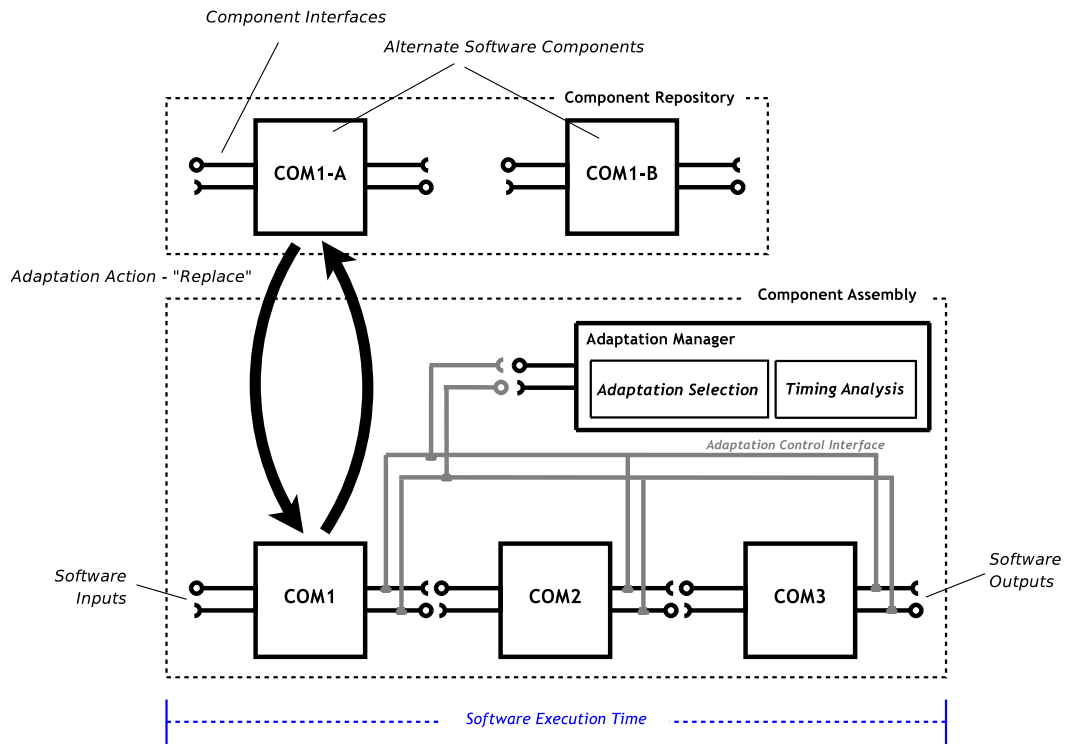 Component Interfaces
Alternate Software Components
Component Repository
COM1-A
COM1-B
Adaptation Action - "Replace"
Component Assembly
Adaptation Manager
Adaptation Selection
Timing Analysis
Adaptation Control Interface
Software
Inputs
COM1
COM2
COM3
Software
Outputs
Software Execution Time